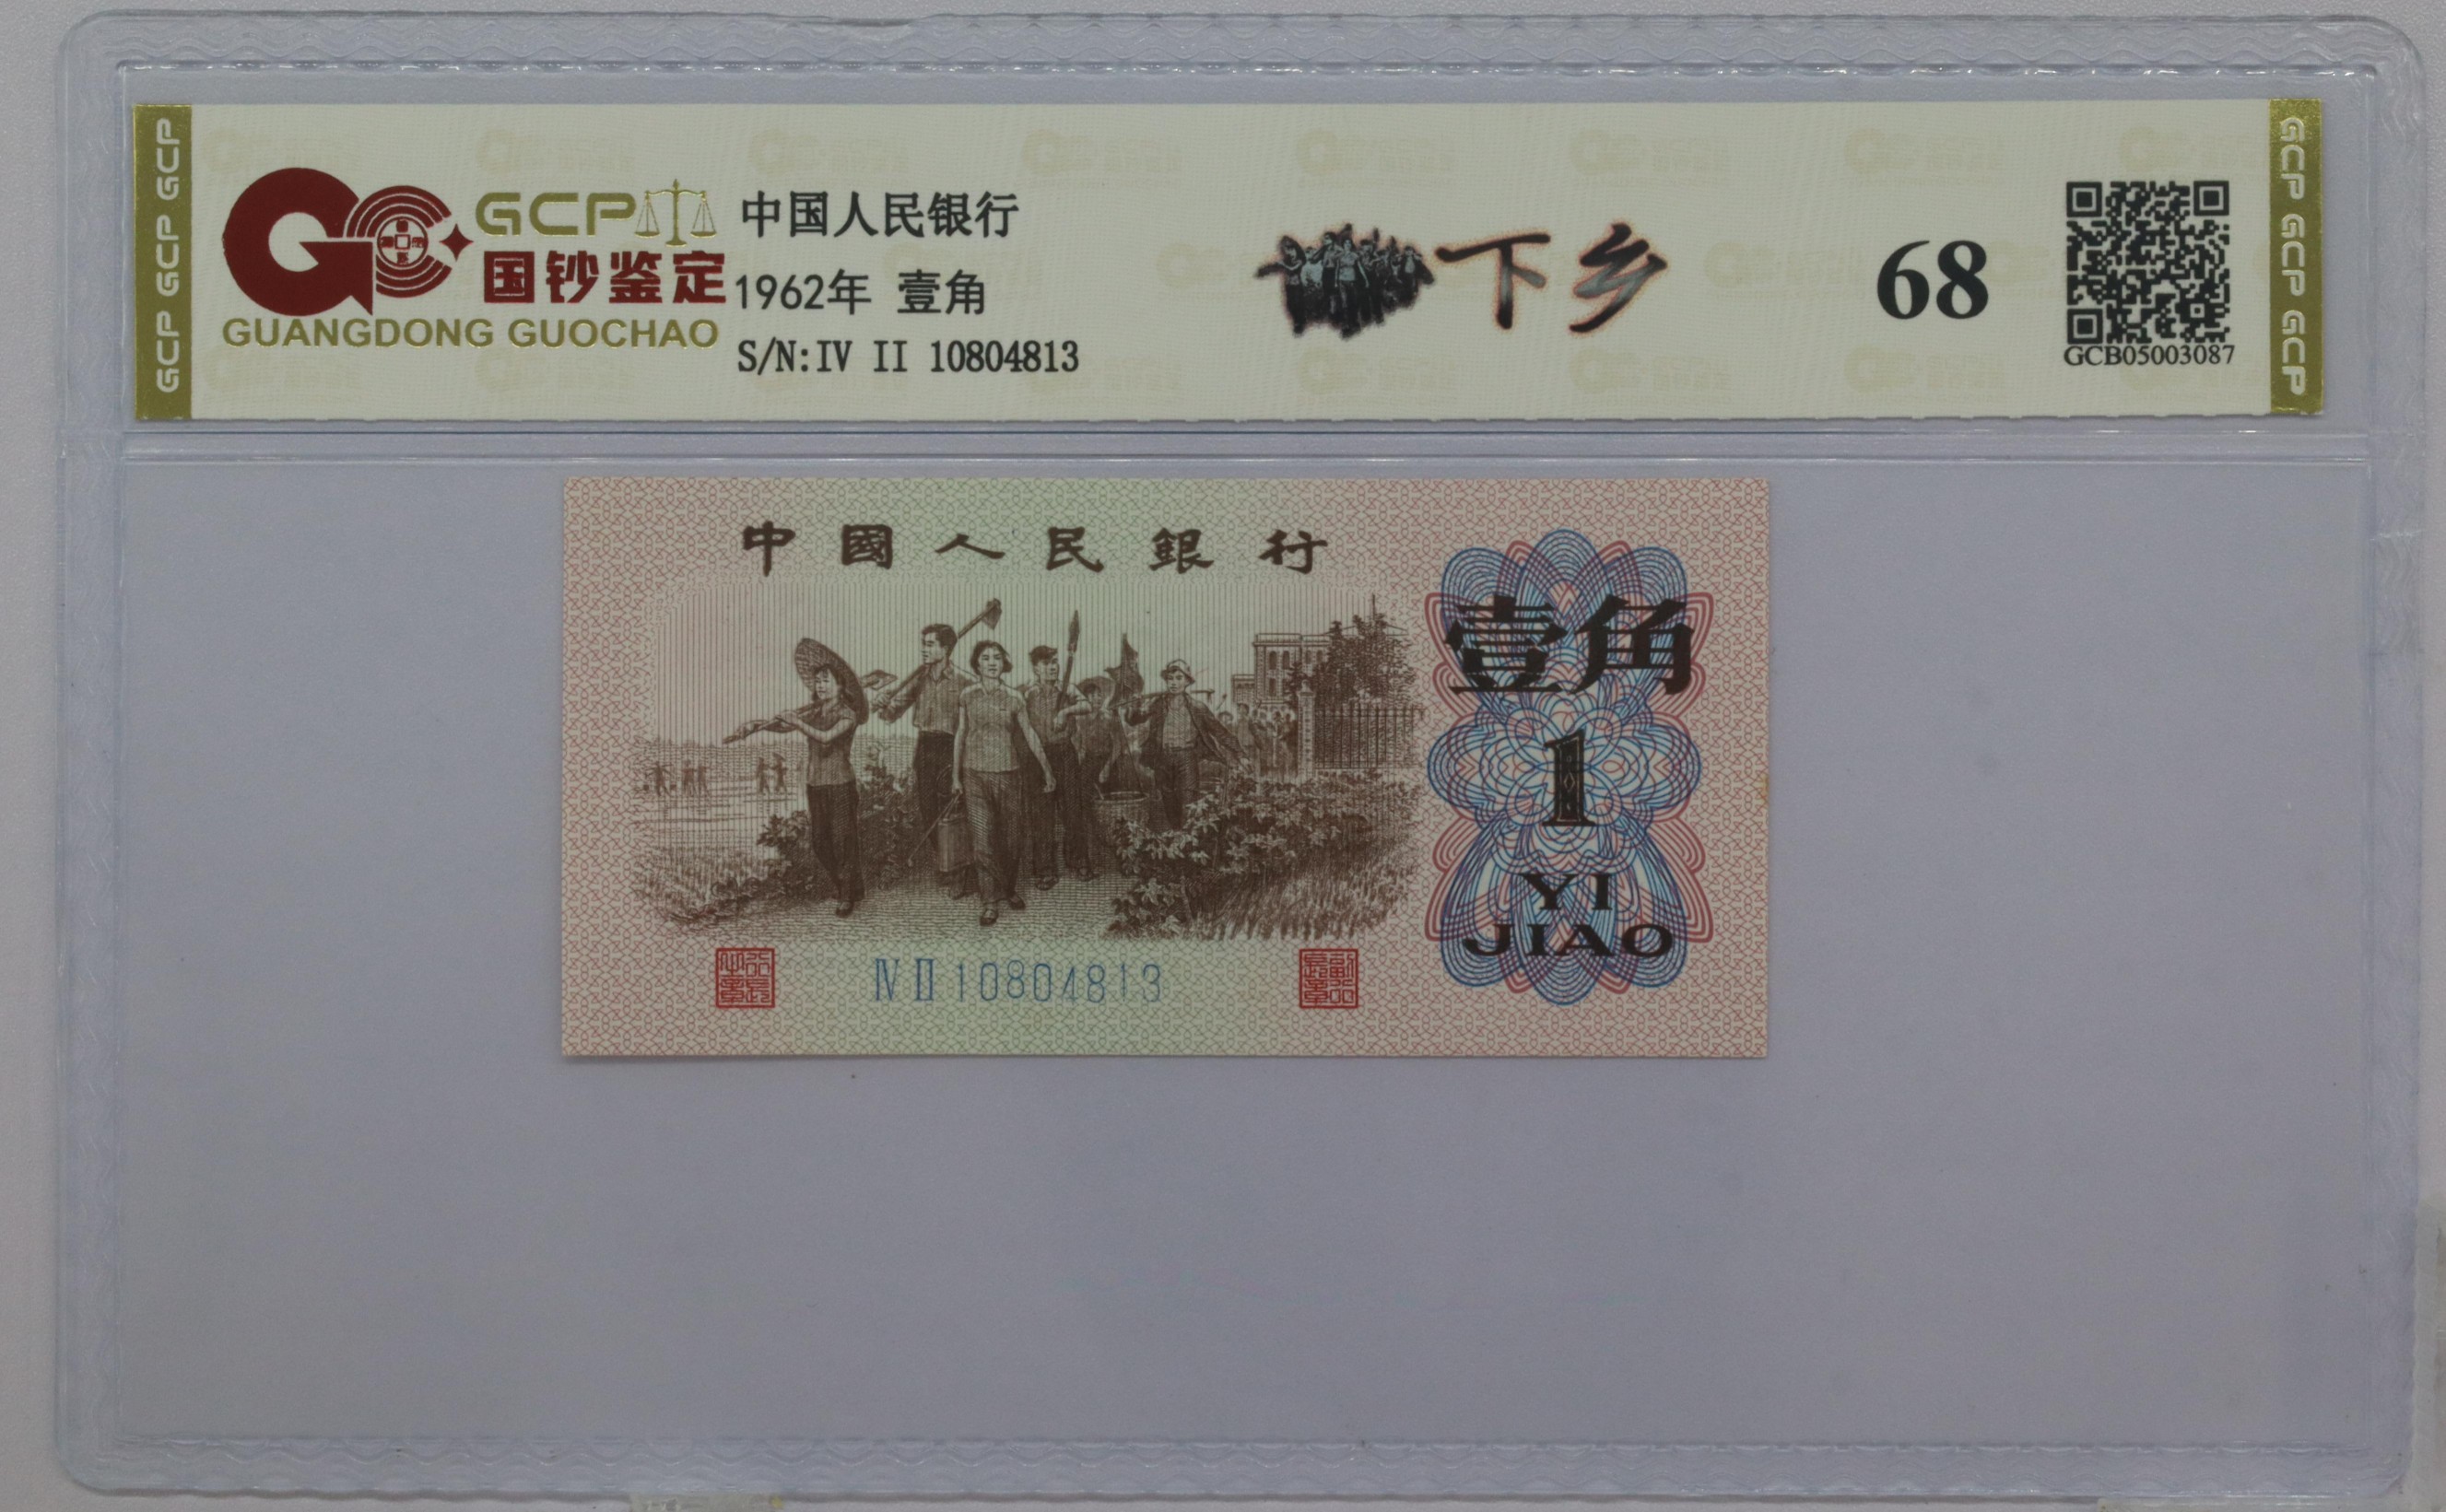 GCP GCP GCP
GCP
国钞鉴定
GUANGDONG GUOCHAO
中国人民银行
1962年 壹角
S/N:IV II 10804813
下乡
68
GCB05003087
GCP GCP GCP
中國人民銀行
壹角
1
YI
JIAO
IV II 10804813